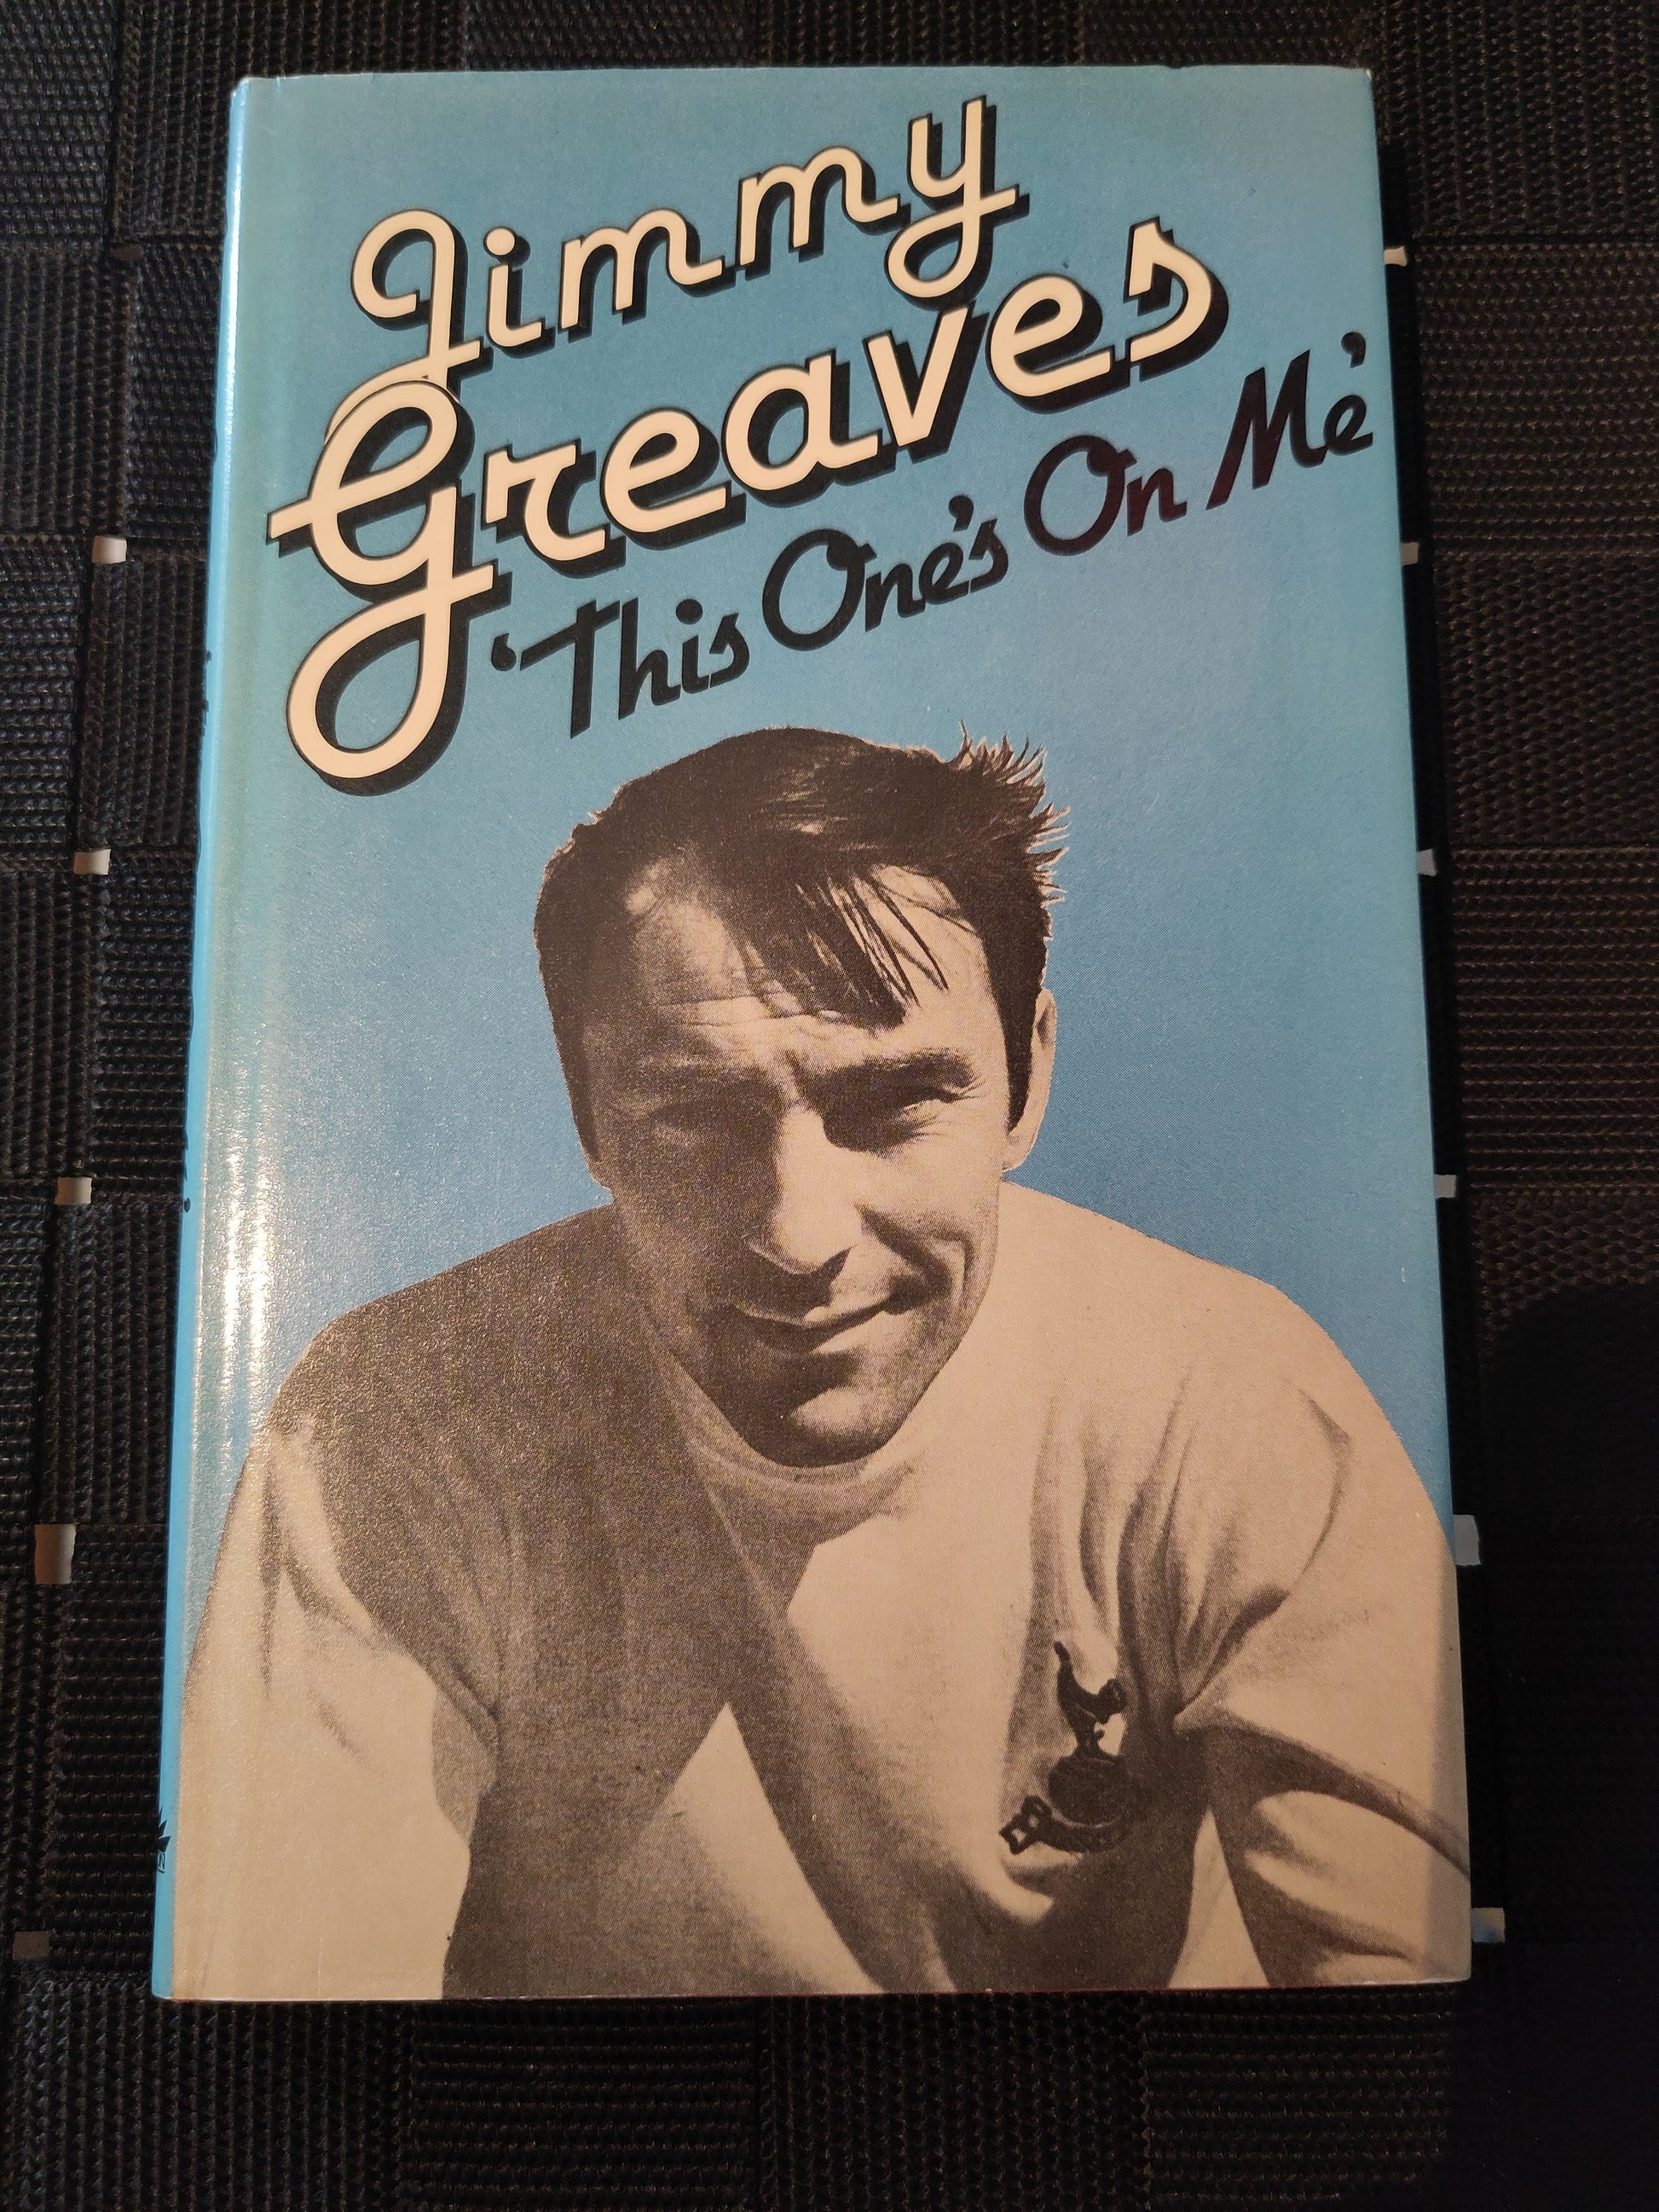 Jimmy
Greaves
‘This One's On Me’